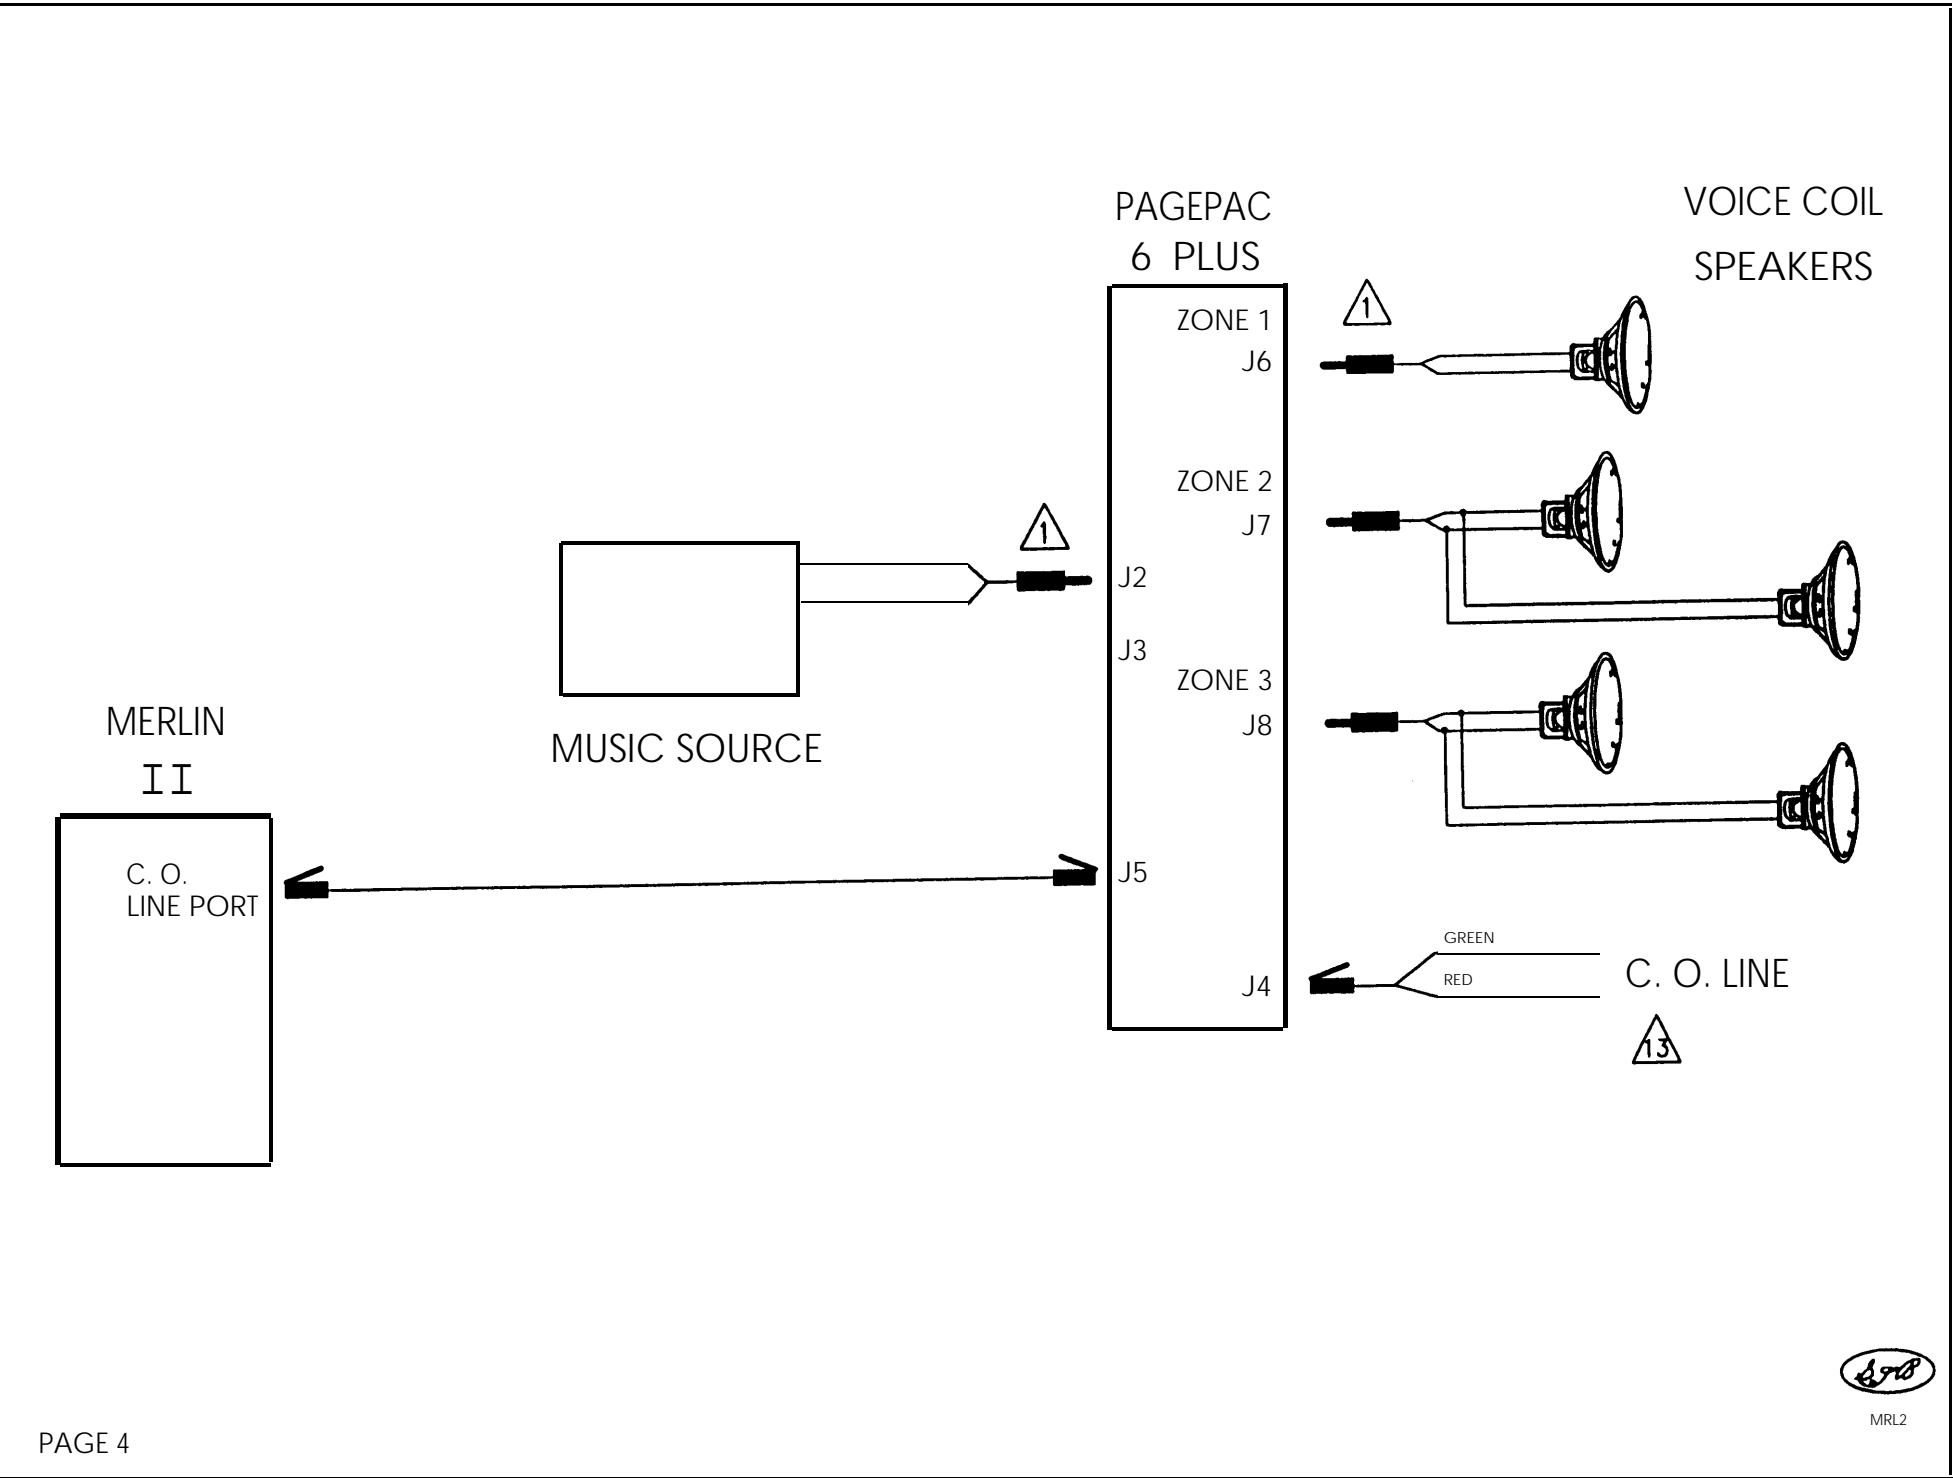 PAGEPAC
6 PLUS
VOICE COIL
SPEAKERS
ZONE 1
J6
1
ZONE 2
J7
1
J2
J3
ZONE 3
J8
MUSIC SOURCE
MERLIN
II
C. O.
LINE PORT
J5
GREEN
RED
J4
C. O. LINE
13
MRL2
PAGE 4